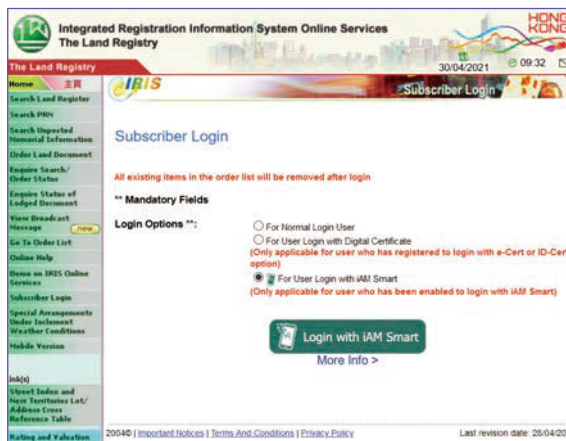 Integrated Registration Information System Online Services
The Land Registry
HONG
KONG
The Land Registry
30/04/2021
09:32
Home
主頁
Search Land Register
Search PRN
Search Unposted
Memorial Information
Order Land Document
Enquire Search/
Order Status
Enquire Status of
Lodged Document
View Broadcast
Message new
Go To Order List
Online Help
Demo on IRIS Online
Services
Subscriber Login
Special Arrangements
Under Inclement
Weather Conditions
Mobile Version
ink(s)
Street Index and
New Territories Lot/
Address Cross
Reference Table
Rating and Valuation
IRIS
Subscriber Login
Subscriber Login
All existing items in the order list will be removed after login
** Mandatory Fields
Login Options **:
For Normal Login User
For User Login with Digital Certificate
(Only applicable for user who has registered to login with e-Cert or ID-Cer
option)
For User Login with iAM Smart
(Only applicable for user who has been enabled to login with iAM Smart)
Login with iAM Smart
More Info >
2004© | Important Notices | Terms And Conditions | Privacy Policy
Last revision date: 28/04/20